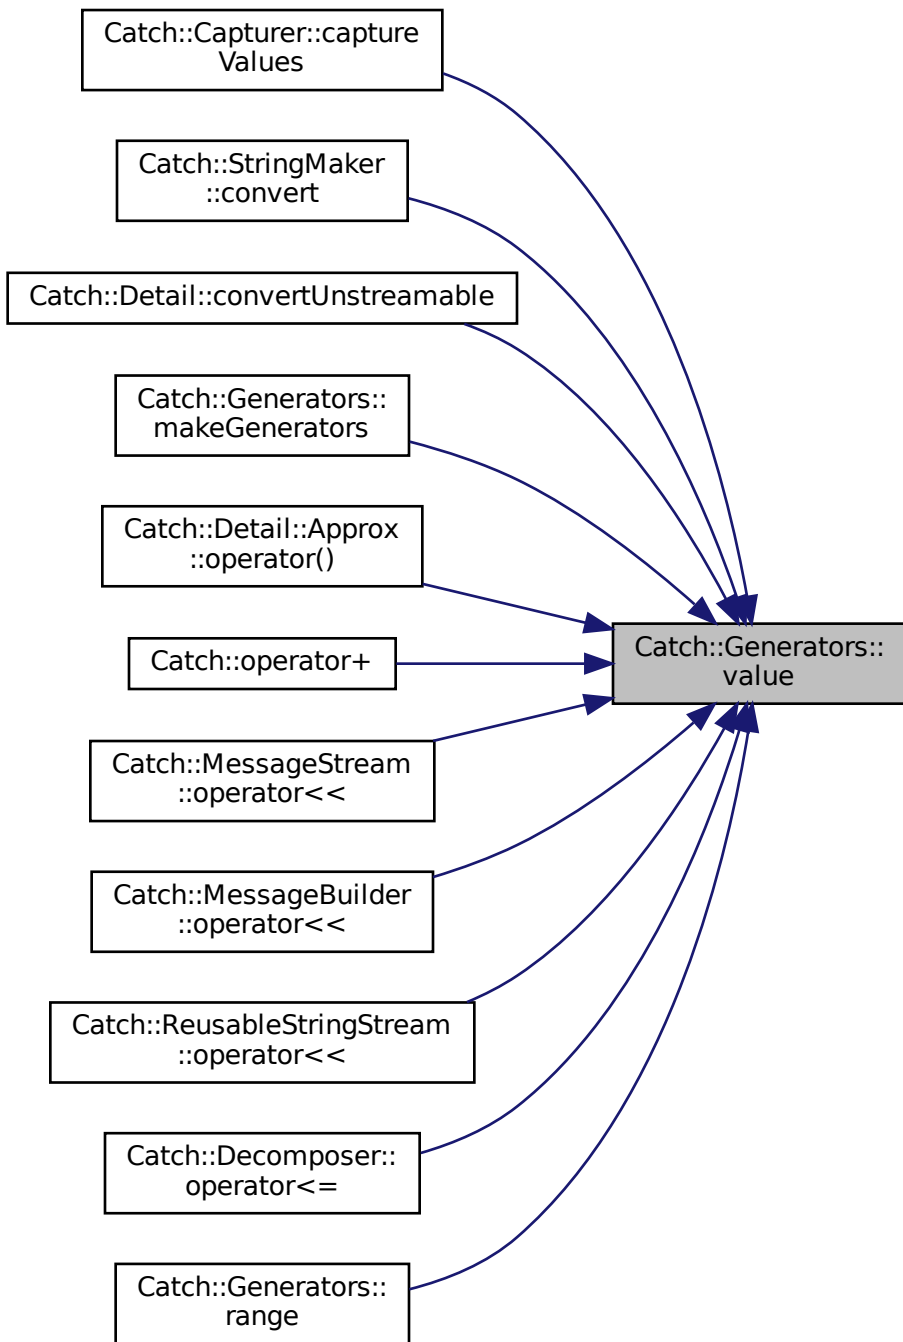 Catch::Capturer::capture
Values
Catch::StringMaker
::convert
Catch::Detail::convertUnstreamable
Catch::Generators::
makeGenerators
Catch::Detail::Approx
::operator()
Catch::operator+
Catch::MessageStream
::operator<<
Catch::MessageBuilder
::operator<<
Catch::ReusableStringStream
::operator<<
Catch::Decomposer::
operator<=
Catch::Generators::
range
Catch::Generators::
value